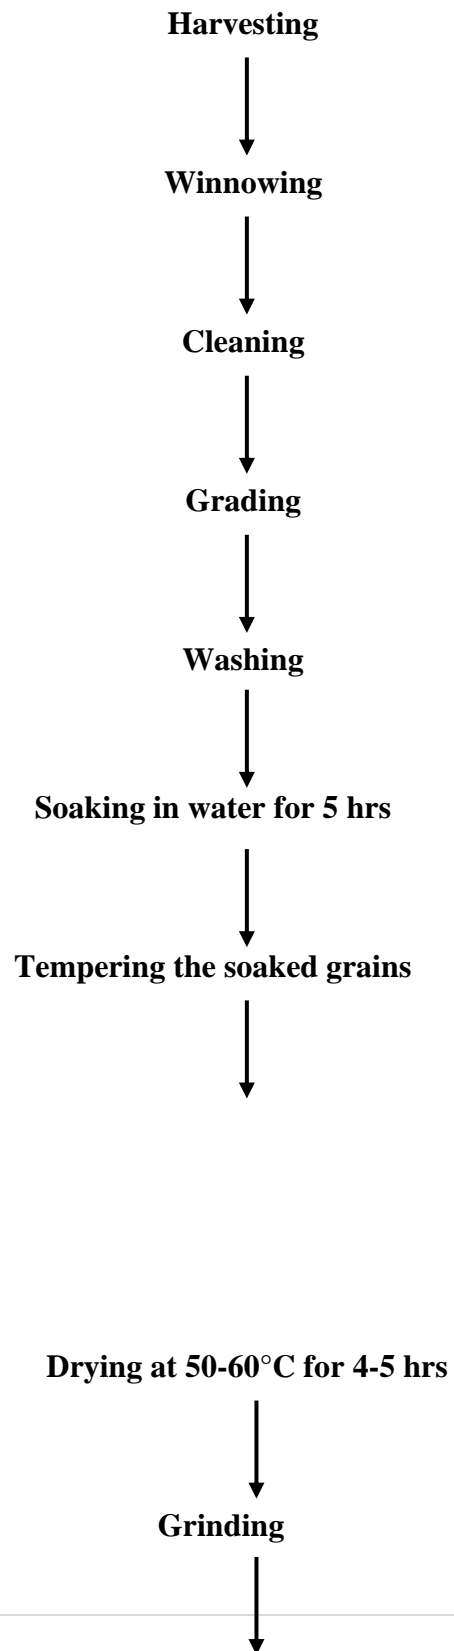 Harvesting
Winnowing
Cleaning
Grading
Washing
Soaking in water for 5 hrs
Tempering the soaked grains
Drying at 50-60°C for 4-5 hrs
Grinding